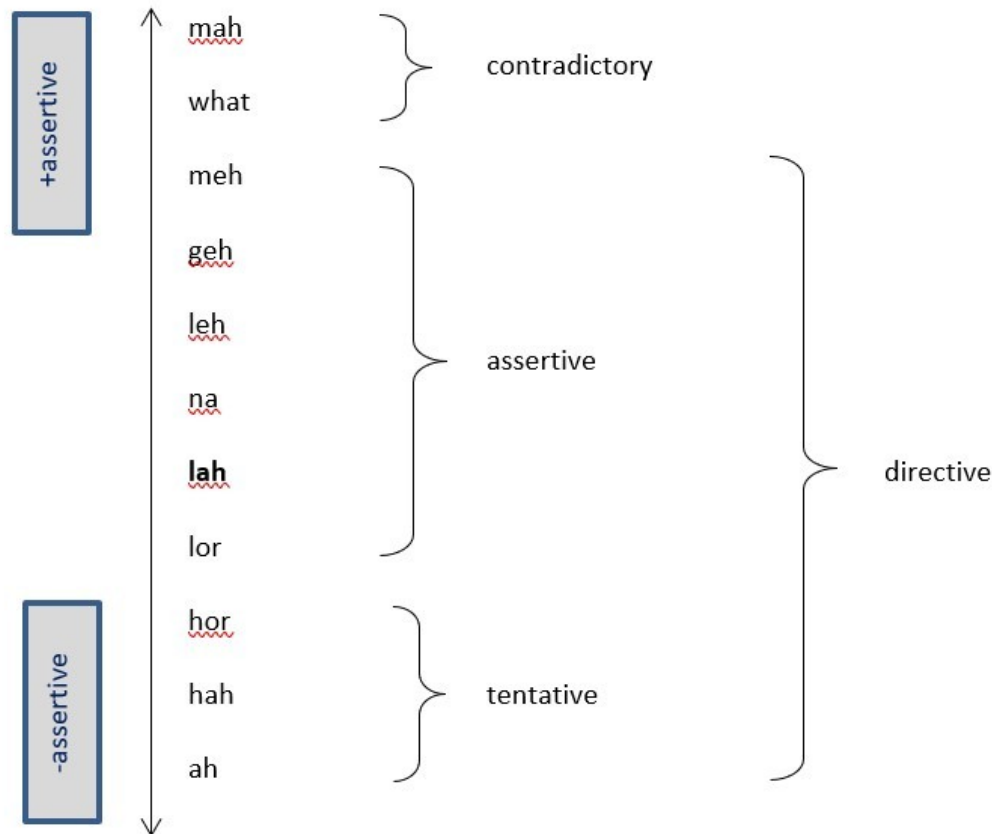 mah
contradictory
what
+assertive
meh
geh
leh
assertive
na
lah
directive
lor
hor
-assertive
hah
tentative
ah